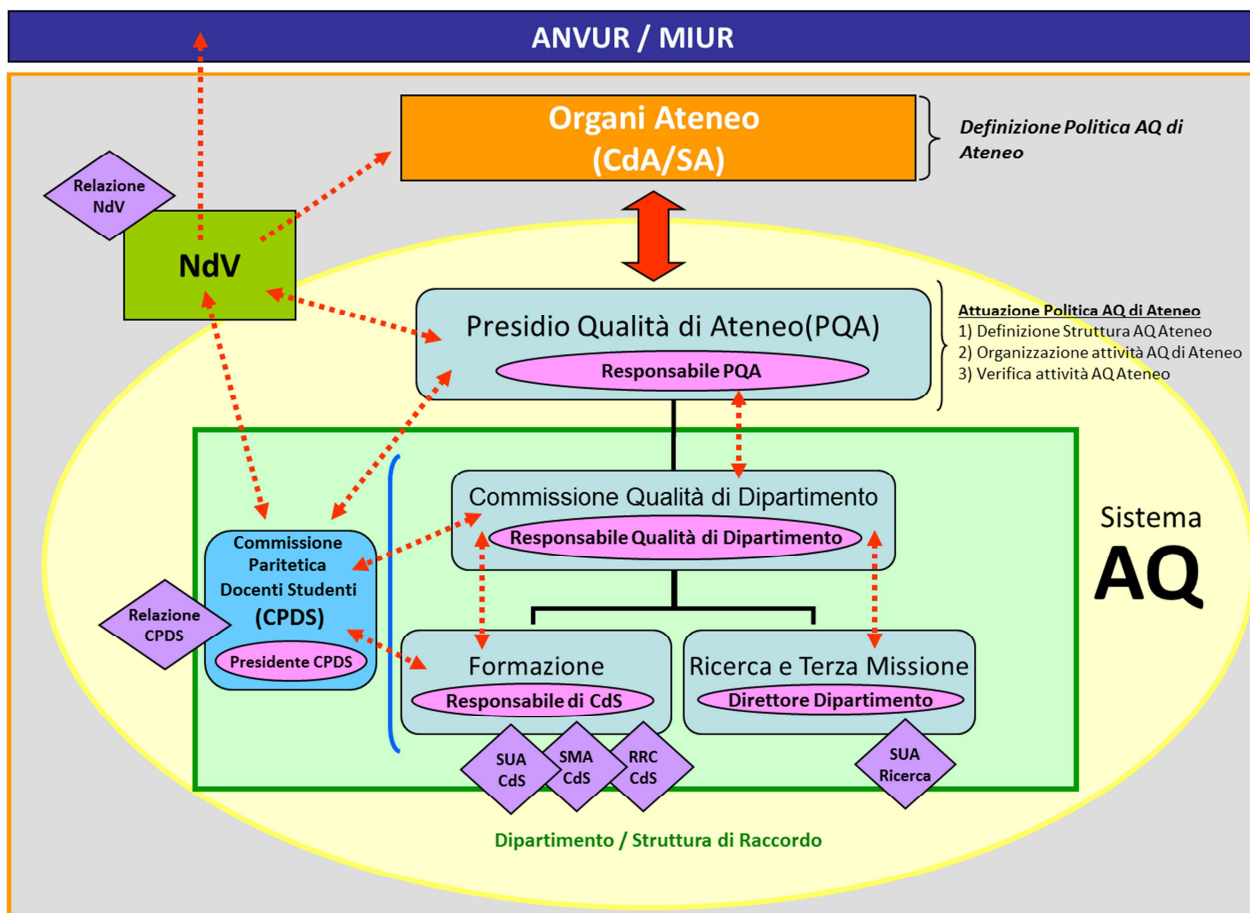 ANVUR / MIUR
Organi Ateneo
(CdA/SA)
Definizione Politica AQ di
Ateneo
Relazione
NdV
NdV
Presidio Qualità di Ateneo(PQA)
Responsabile PQA
Attuazione Politica AQ di Ateneo
1) Definizione Struttura AQ Ateneo
2) Organizzazione attività AQ di Ateneo
3) Verifica attività AQ Ateneo
Commissione Qualità di Dipartimento
Responsabile Qualità di Dipartimento
Sistema
AQ
Commissione
Paritetica
Docenti Studenti
(CPDS)
Presidente CPDS
Relazione
CPDS
Formazione
Responsabile di CdS
Ricerca e Terza Missione
Direttore Dipartimento
SUA
CdS
SMA
CdS
RRC
CdS
SUA
Ricerca
Dipartimento / Struttura di Raccordo